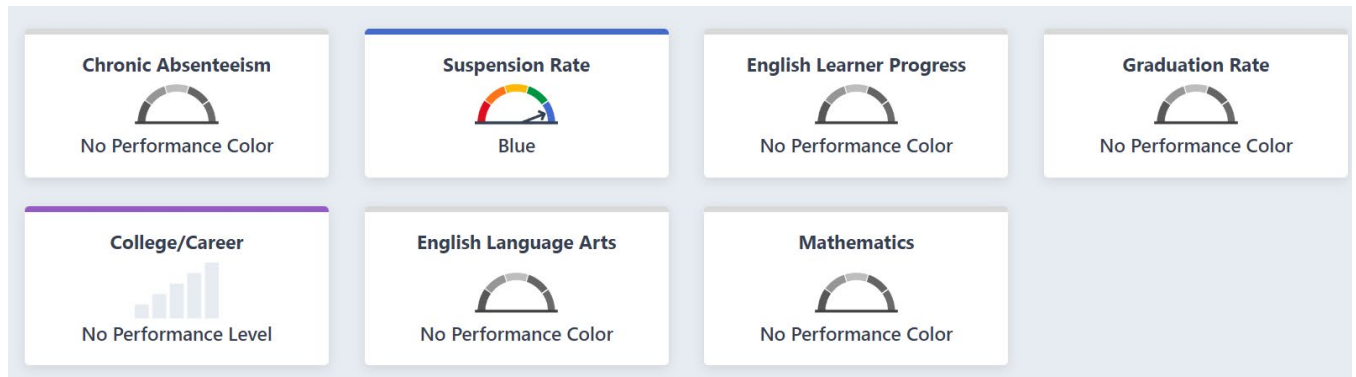 Chronic Absenteeism
No Performance Color
Suspension Rate
Blue
English Learner Progress
No Performance Color
Graduation Rate
No Performance Color
College/Career
No Performance Level
English Language Arts
No Performance Color
Mathematics
No Performance Color